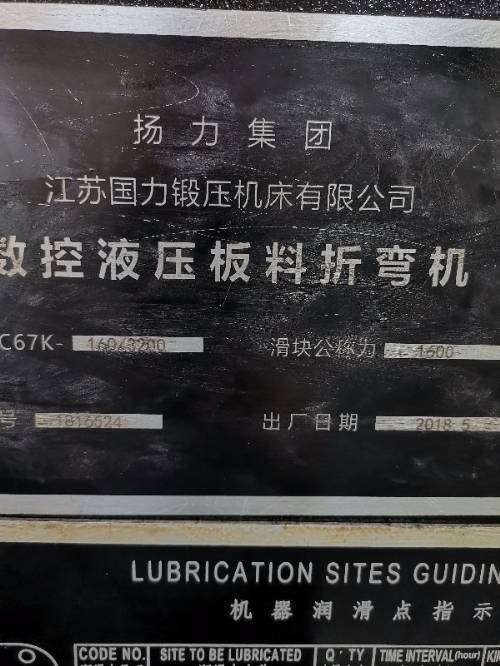 扬力集团
江苏国力锻压机床有限公司
数控液压板料折弯机
C67K- 160/3200 滑块公称力 1600
号 1816524 出厂日期 2018.5
LUBRICATION SITES GUIDIN
机器润滑点指示
CODE NO. SITE TO BE LUBRICATED Q'TY TIME INTERVAL(hour) KI